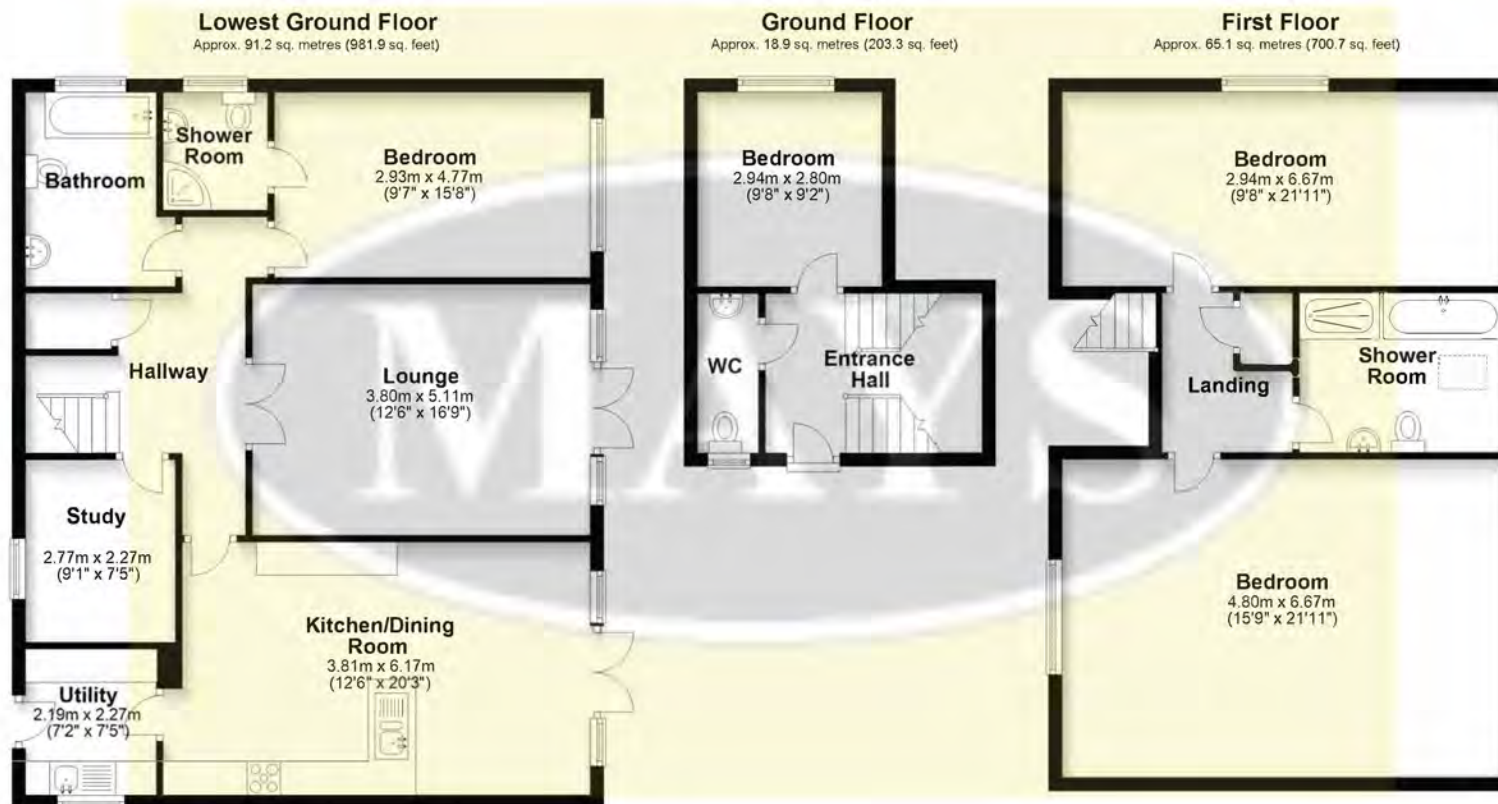 Lowest Ground Floor
Approx. 91.2 sq. metres (981.9 sq. feet)
Bathroom
Shower
Room
Bedroom
2.93m x 4.77m
(9'7" x 15'8")
Hallway
Lounge
3.80m x 5.11m
(12'6" x 16'9")
Study
2.77m x 2.27m
(9'1" x 7'5")
Kitchen/Dining
Room
3.81m x 6.17m
(12'6" x 20'3")
Utility
2.19m x 2.27m
(7'2" x 7'5")
Ground Floor
Approx. 18.9 sq. metres (203.3 sq. feet)
Bedroom
2.94m x 2.80m
(9'8" x 9'2")
WC
Entrance
Hall
First Floor
Approx. 65.1 sq. metres (700.7 sq. feet)
Bedroom
2.94m x 6.67m
(9'8" x 21'11")
Landing
Shower
Room
Bedroom
4.80m x 6.67m
(15'9" x 21'11")
MAYS